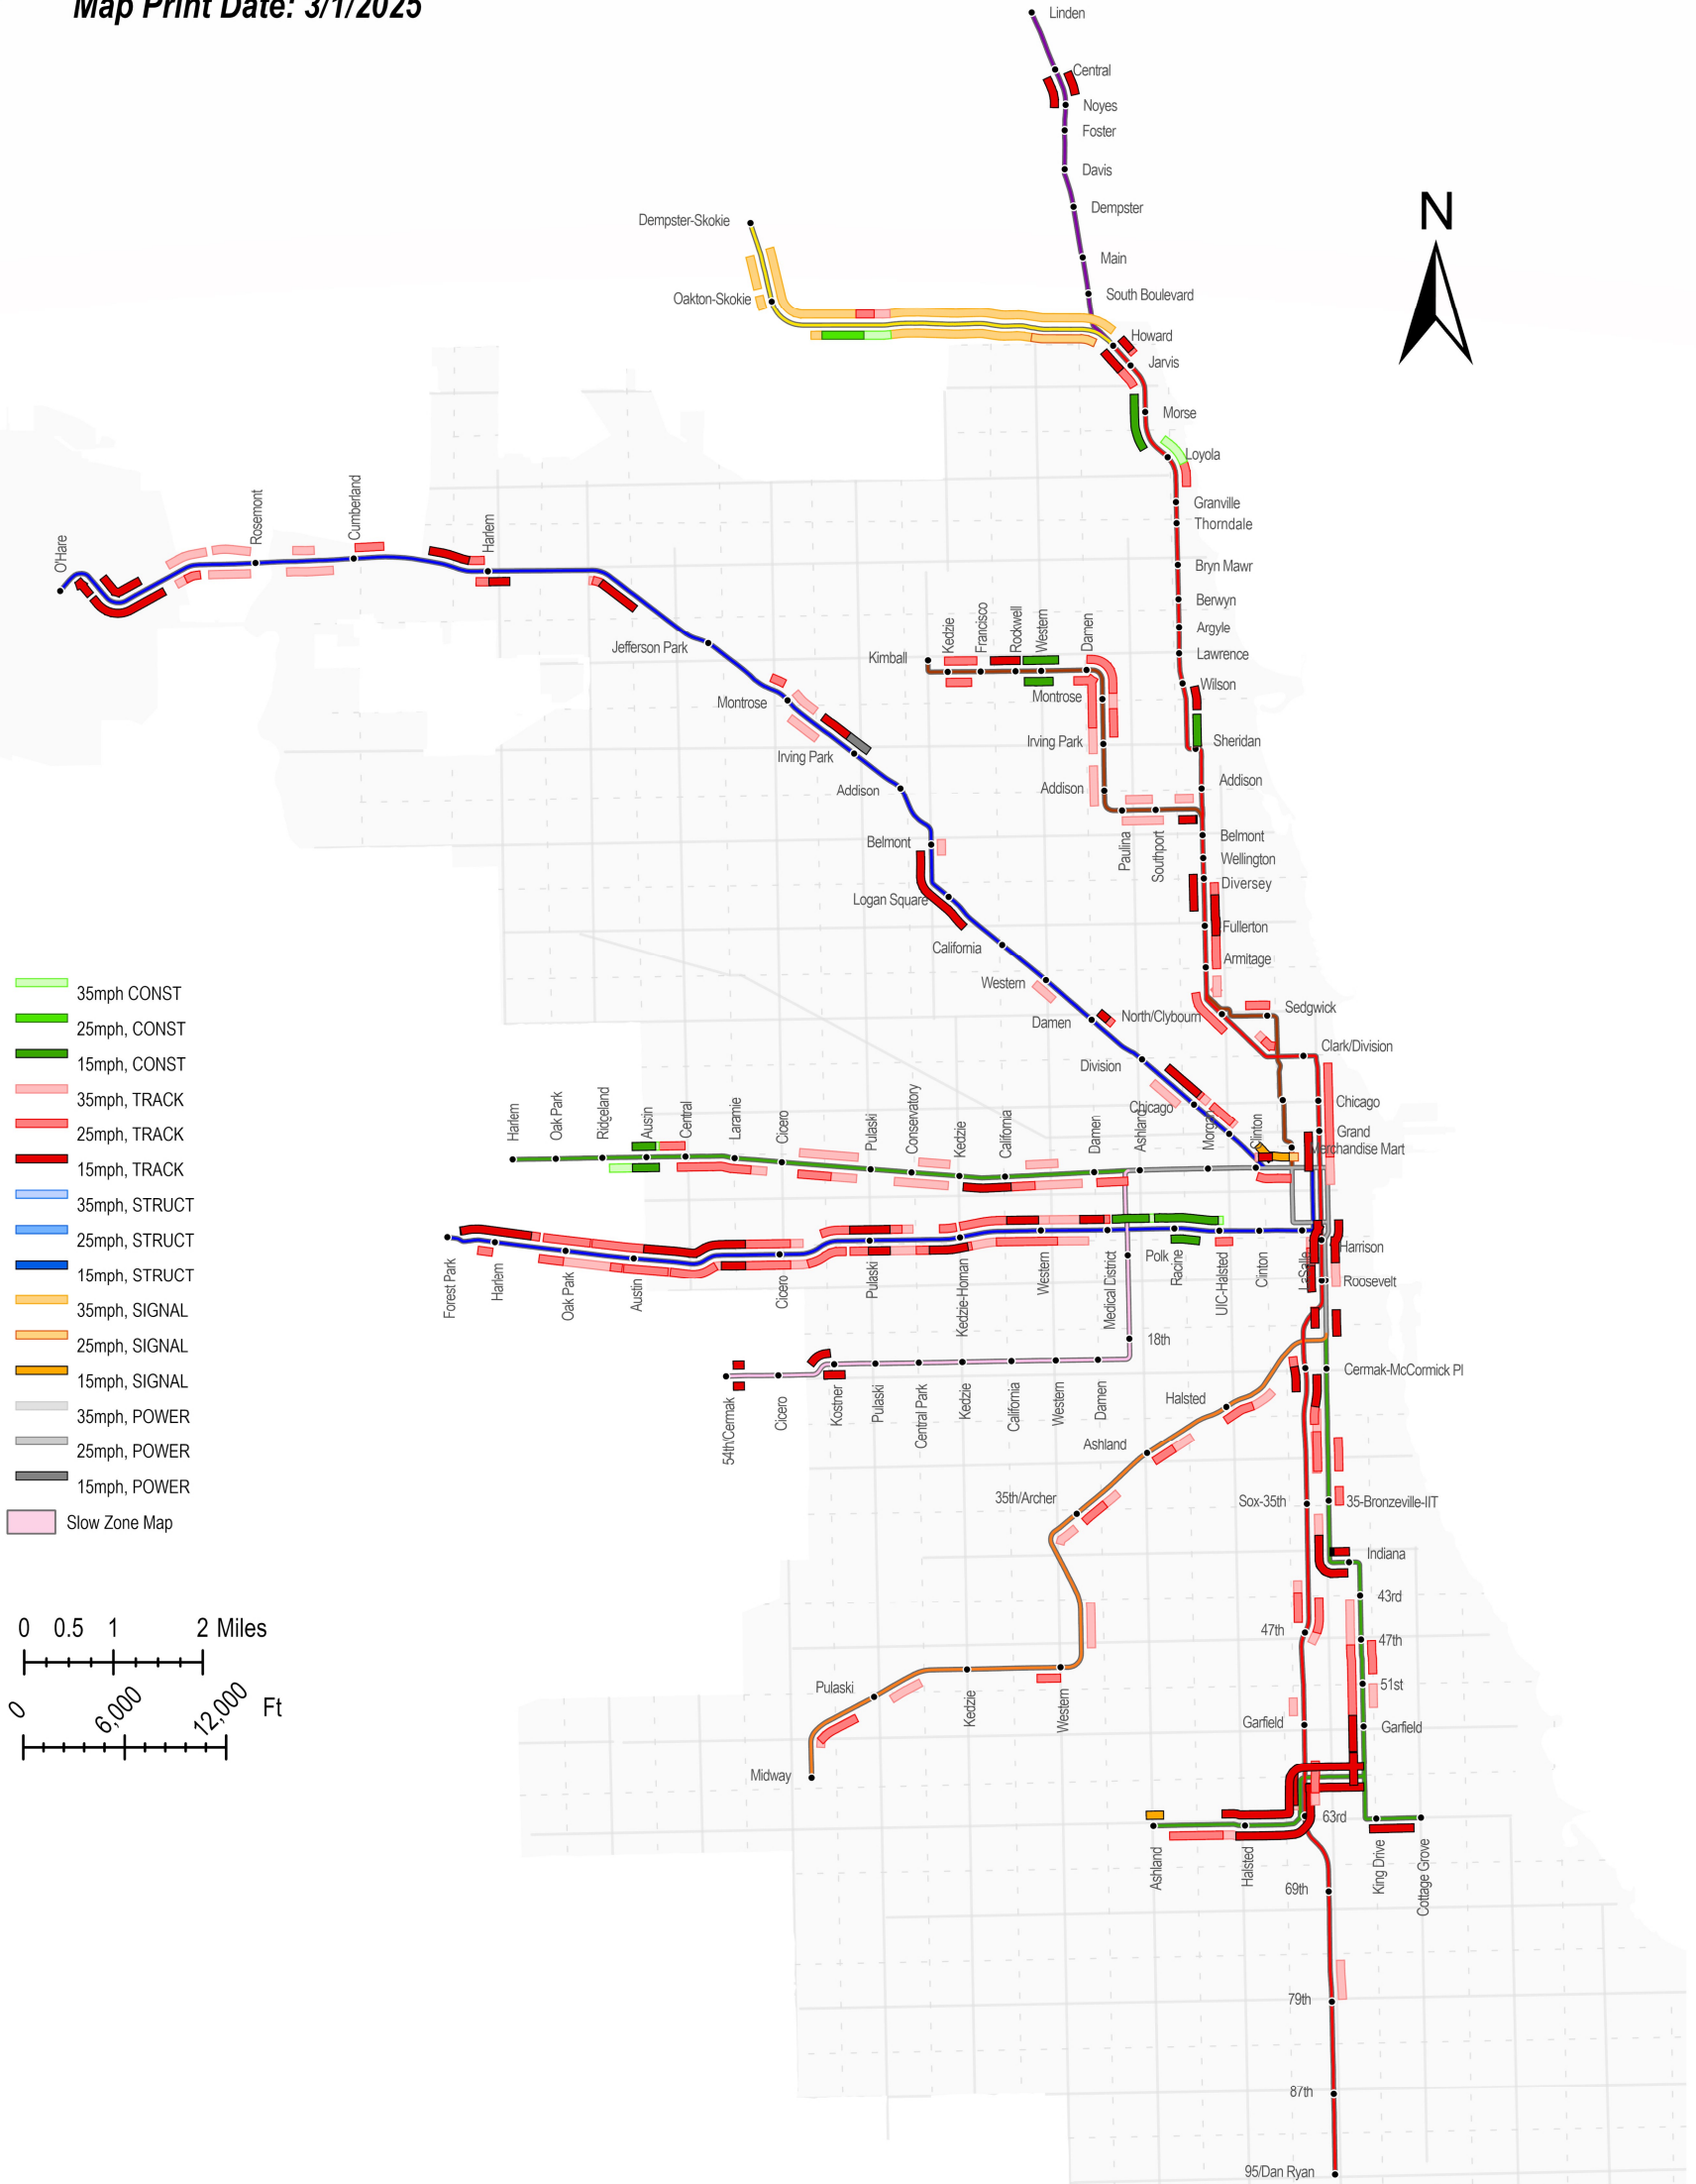 Map Print Date: 3/1/2025
Linden
Central
Noyes
Foster
Davis
Dempster
Main
South Boulevard
Dempster-Skokie
Oakton-Skokie
N
Howard
Jarvis
Morse
Loyola
Granville
Thorndale
Bryn Mawr
Berwyn
Argyle
Lawrence
Wilson
Sheridan
Addison
Belmont
Wellington
Diversey
Fullerton
Armitage
North/Clybourn
Sedgwick
Clark/Division
Chicago
Grand
Merchandise Mart
O'Hare
Rosemont
Cumberland
Harlem
Jefferson Park
Montrose
Irving Park
Addison
Belmont
Logan Square
California
Western
Damen
Division
Chicago
Kimball
Kedzie
Francisco
Rockwell
Western
Damen
Montrose
Irving Park
Addison
Paulina
Southport
Harlem
Oak Park
Ridgeland
Austin
Central
Laramie
Cicero
Pulaski
Conservatory
Kedzie
California
Damen
Ashland
Morgan
Clinton
Forest Park
Harlem
Oak Park
Austin
Cicero
Pulaski
Kedzie-Homan
Western
Medical District
Polk
Racine
UIC-Halsted
Clinton
LaSalle
Harrison
Roosevelt
18th
54th/Cermak
Cicero
Kostner
Pulaski
Central Park
Kedzie
California
Western
Damen
Cermak-McCormick Pl
Halsted
Ashland
35th/Archer
Sox-35th
35-Bronzeville-IIT
Indiana
43rd
47th
47th
51st
Garfield
Garfield
Pulaski
Kedzie
Western
Midway
63rd
Ashland
Halsted
King Drive
Cottage Grove
69th
79th
87th
95/Dan Ryan
35mph CONST
25mph, CONST
15mph, CONST
35mph, TRACK
25mph, TRACK
15mph, TRACK
35mph, STRUCT
25mph, STRUCT
15mph, STRUCT
35mph, SIGNAL
25mph, SIGNAL
15mph, SIGNAL
35mph, POWER
25mph, POWER
15mph, POWER
Slow Zone Map
0 0.5 1 2 Miles
0 6,000 12,000 Ft